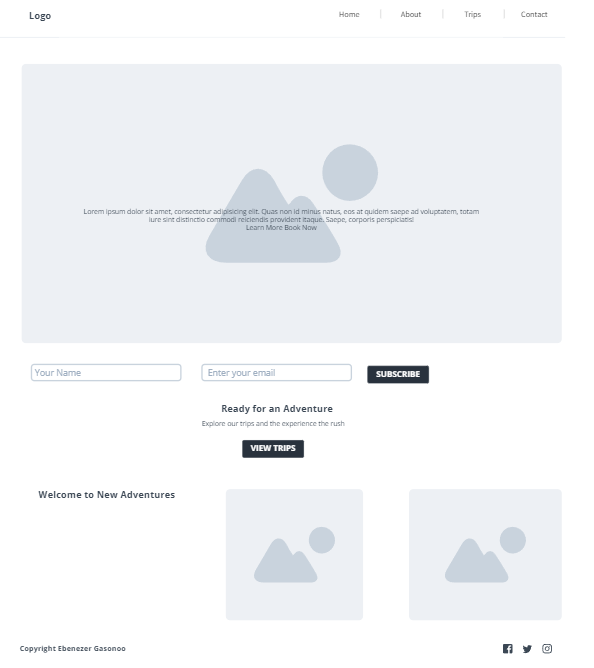 Logo
Home
About
Trips
Contact
Lorem ipsum dolor sit amet, consectetur adipisicing elit. Quas non id minus natus, eos at quidem saepe ad voluptatem, totam
iure sint distinctio commodi reiciendis provident itaque. Saepe, corporis perspiciatis!
Learn More Book Now
Your Name
Enter your email
SUBSCRIBE
Ready for an Adventure
Explore our trips and the experience the rush
VIEW TRIPS
Welcome to New Adventures
Copyright Ebenezer Gasonoo